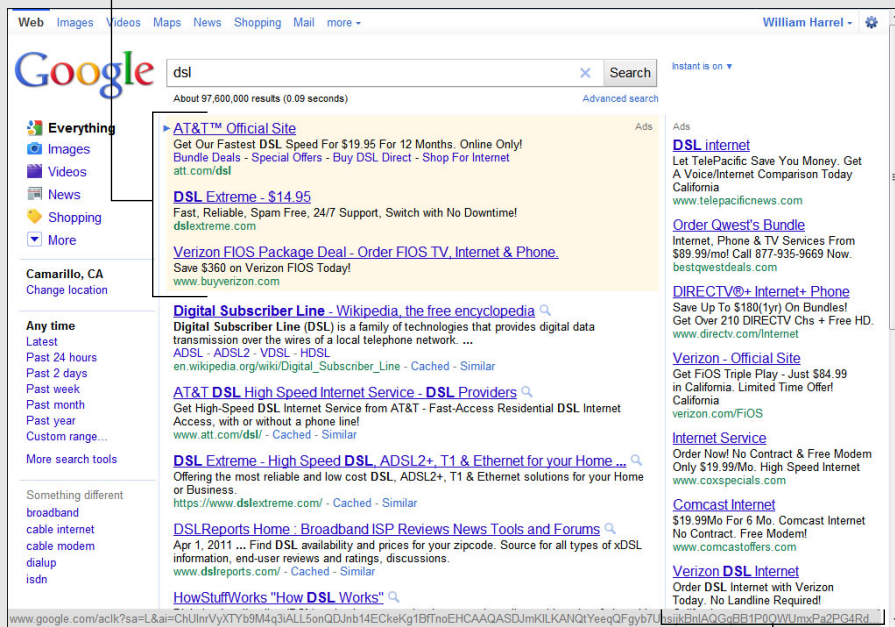 Web Images Videos Maps News Shopping Mail more
William Harrel
Google
dsl
Search
Instant is on
About 97,600,000 results (0.09 seconds)
Advanced search
Everything
Images
Videos
News
Shopping
More
Camarillo, CA
Change location
Any time
Latest
Past 24 hours
Past 2 days
Past week
Past month
Past year
Custom range...
More search tools
Something different
broadband
cable internet
cable modem
dialup
isdn
AT&T™ Official Site
Ads
Get Our Fastest DSL Speed For $19.95 For 12 Months. Online Only!
Bundle Deals - Special Offers - Buy DSL Direct - Shop For Internet
att.com/dsl
DSL Extreme - $14.95
Fast, Reliable, Spam Free, 24/7 Support, Switch with No Downtime!
dslextreme.com
Verizon FIOS Package Deal - Order FIOS TV, Internet & Phone.
Save $360 on Verizon FIOS Today!
www.buyverizon.com
Digital Subscriber Line - Wikipedia, the free encyclopedia
Digital Subscriber Line (DSL) is a family of technologies that provides digital data
transmission over the wires of a local telephone network. ...
ADSL - ADSL2 - VDSL - HDSL
en.wikipedia.org/wiki/Digital_Subscriber_Line - Cached - Similar
AT&T DSL High Speed Internet Service - DSL Providers
Get High-Speed DSL Internet Service from AT&T - Fast-Access Residential DSL Internet
Access, with or without a phone line!
www.att.com/dsl/ - Cached - Similar
DSL Extreme - High Speed DSL, ADSL2+, T1 & Ethernet for your Home ...
Offering the most reliable and low cost DSL, ADSL2+, T1 & Ethernet solutions for your Home
or Business.
https://www.dslextreme.com/ - Cached - Similar
DSLReports Home : Broadband ISP Reviews News Tools and Forums
Apr 1, 2011 ... Find DSL availability and prices for your zipcode. Source for all types of xDSL
information, end-user reviews and ratings, discussions.
www.dslreports.com/ - Cached - Similar
HowStuffWorks "How DSL Works"
Ads
DSL internet
Let TelePacific Save You Money. Get
A Voice/Internet Comparison Today
California
www.telepacificnews.com
Order Qwest's Bundle
Internet, Phone & TV Services From
$89.99/mo! Call 877-935-9669 Now.
bestqwestdeals.com
DIRECTV®+ Internet+ Phone
Save Up To $180(1yr) On Bundles!
Get Over 210 DIRECTV Chs + Free HD.
www.directv.com/Internet
Verizon - Official Site
Get FiOS Triple Play - Just $84.99
in California. Limited Time Offer!
California
verizon.com/FiOS
Internet Service
Order Now! No Contract & Free Modem
Only $19.99/Mo. High Speed Internet
www.coxspecials.com
Comcast Internet
$19.99Mo For 6 Mo. Comcast Internet
No Contract. Free Modem!
www.comcastoffers.com
Verizon DSL Internet
Order DSL Internet with Verizon
Today. No Landline Required!